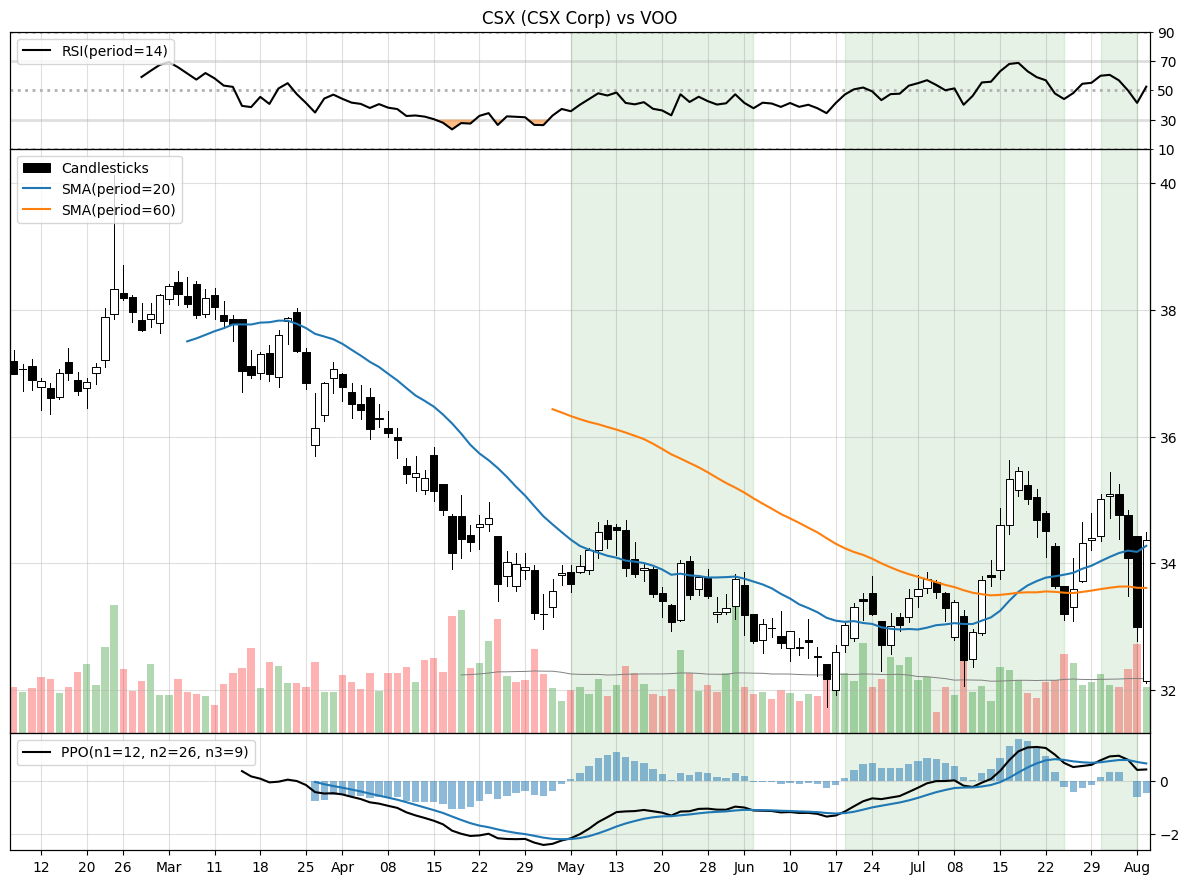 CSX (CSX Corp) vs VOO
RSI(period=14)
90
70
50
30
10
Candlesticks
SMA(period=20)
SMA(period=60)
40
38
36
34
32
PPO(n1=12, n2=26, n3=9)
0
−2
12 20 26 Mar 11 18 25 Apr 08 15 22 29 May 13 20 28 Jun 10 17 24 Jul 08 15 22 29 Aug